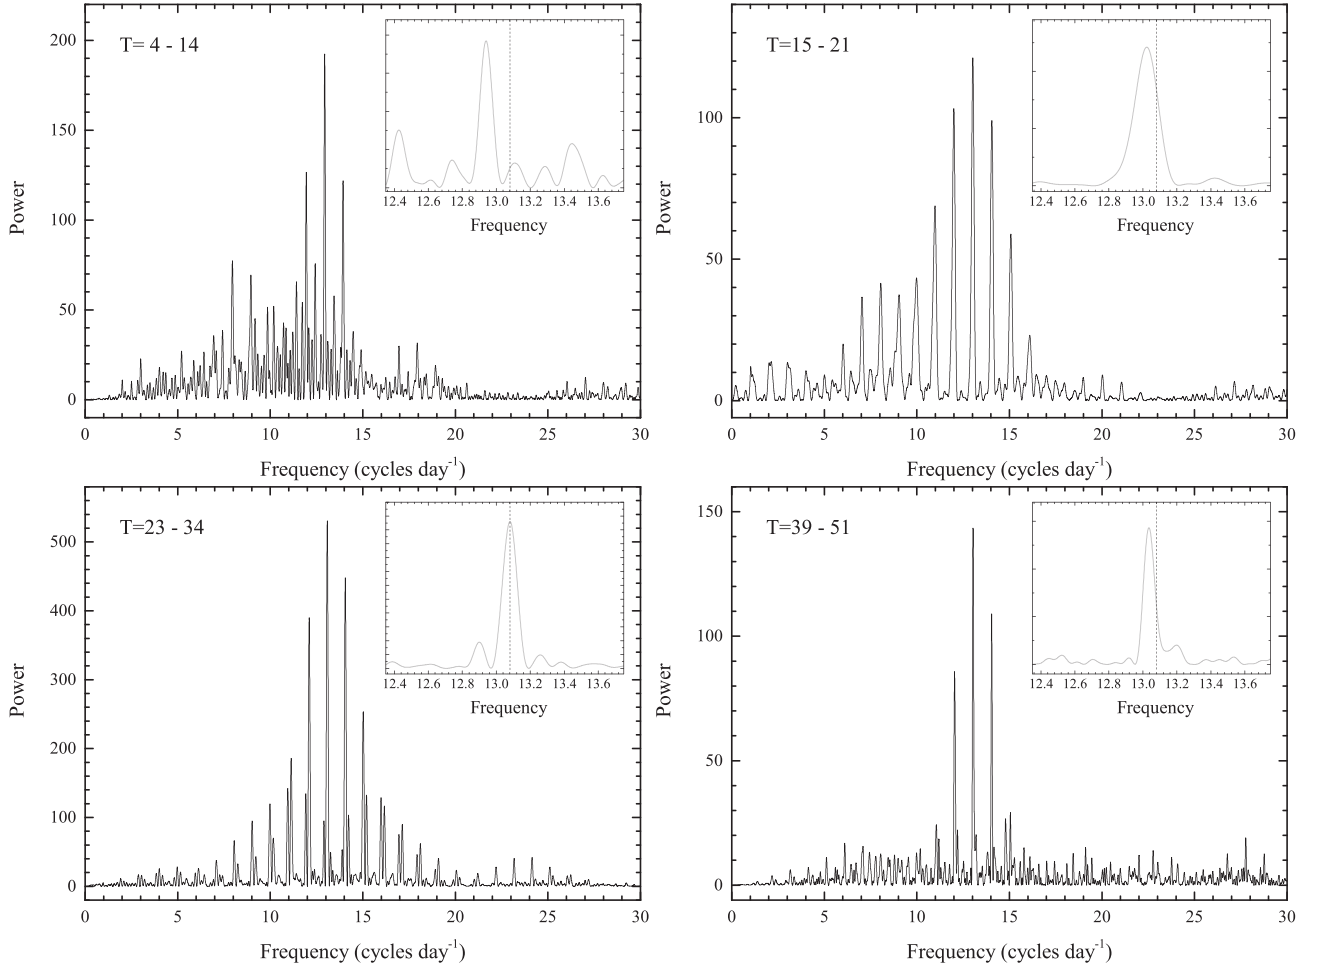 T= 4 - 14
200
150
100
50
0
Power
0 5 10 15 20 25 30
Frequency (cycles day-1)
12.4 12.6 12.8 13.0 13.2 13.4 13.6
Frequency
T=15 - 21
100
50
0
Power
0 5 10 15 20 25 30
Frequency (cycles day-1)
12.4 12.6 12.8 13.0 13.2 13.4 13.6
Frequency
T=23 - 34
500
400
300
200
100
0
Power
0 5 10 15 20 25 30
Frequency (cycles day-1)
12.4 12.6 12.8 13.0 13.2 13.4 13.6
Frequency
T=39 - 51
150
100
50
0
Power
0 5 10 15 20 25 30
Frequency (cycles day-1)
12.4 12.6 12.8 13.0 13.2 13.4 13.6
Frequency